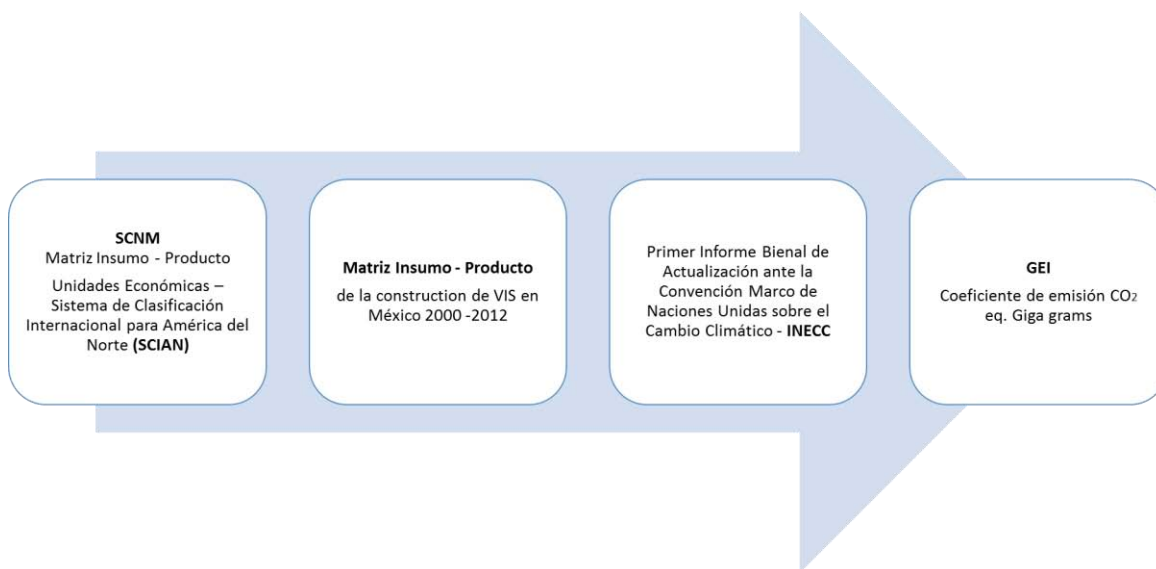 SCNM
Matriz Insumo - Producto
Unidades Económicas –
Sistema de Clasificación
Internacional para América del
Norte (SCIAN)
Matriz Insumo - Producto
de la construction de VIS en
México 2000 -2012
Primer Informe Bienal de
Actualización ante la
Convención Marco de
Naciones Unidas sobre el
Cambio Climático - INECC
GEI
Coeficiente de emisión CO2
eq. Giga grams